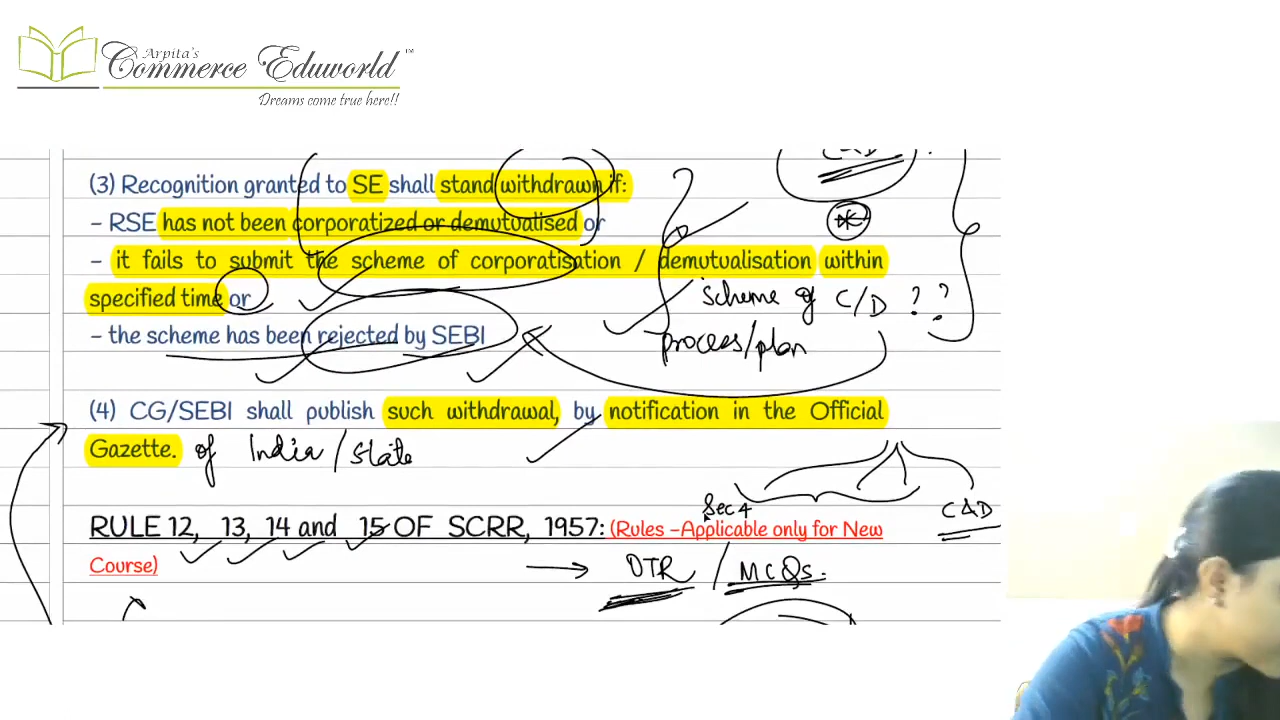 Arpita's
Commerce Eduworld™
Dreams come true here!!
C & D ?
(3) Recognition granted to SE shall stand withdrawn if:
– RSE has not been corporatized or demutualised or
– it fails to submit the scheme of corporatisation / demutualisation within
specified time or
scheme of C/D ??
– the scheme has been rejected by SEBI
process/plan
(4) CG/SEBI shall publish such withdrawal, by notification in the Official
Gazette. of India/State
Sec 4
C&D
RULE 12, 13, 14 and 15 OF SCRR, 1957: (Rules –Applicable only for New
Course)
→ DTR / MCQs.